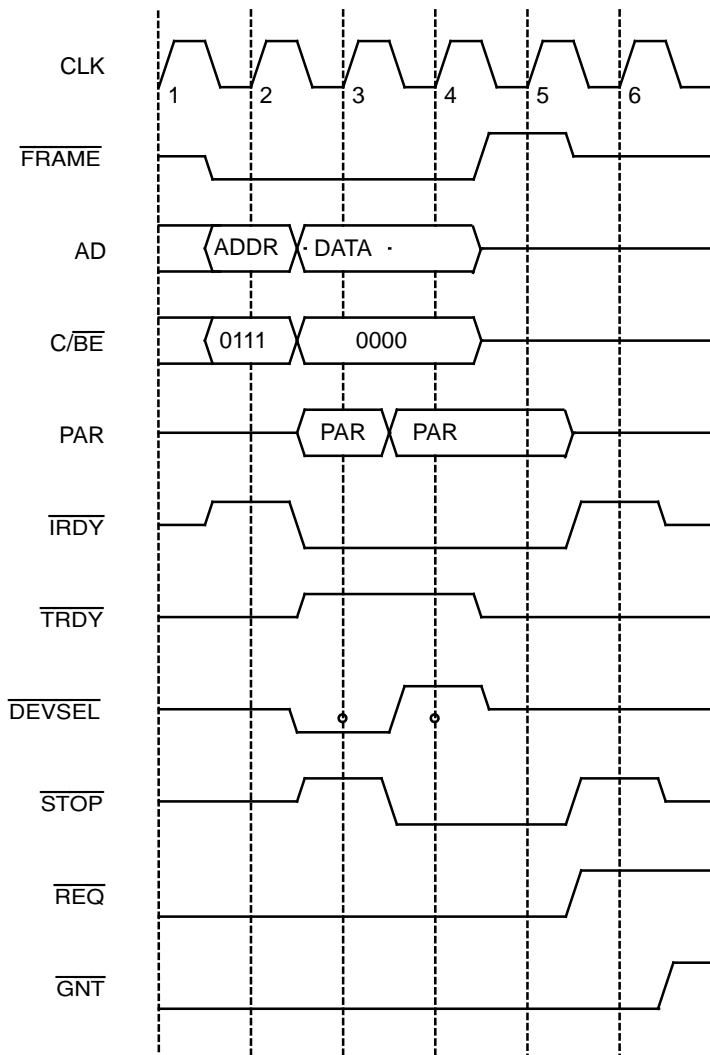 CLK
1 2 3 4 5 6
FRAME
AD ADDR DATA
C/BE 0111 0000
PAR PAR PAR
IRDY
TRDY
DEVSEL
STOP
REQ
GNT